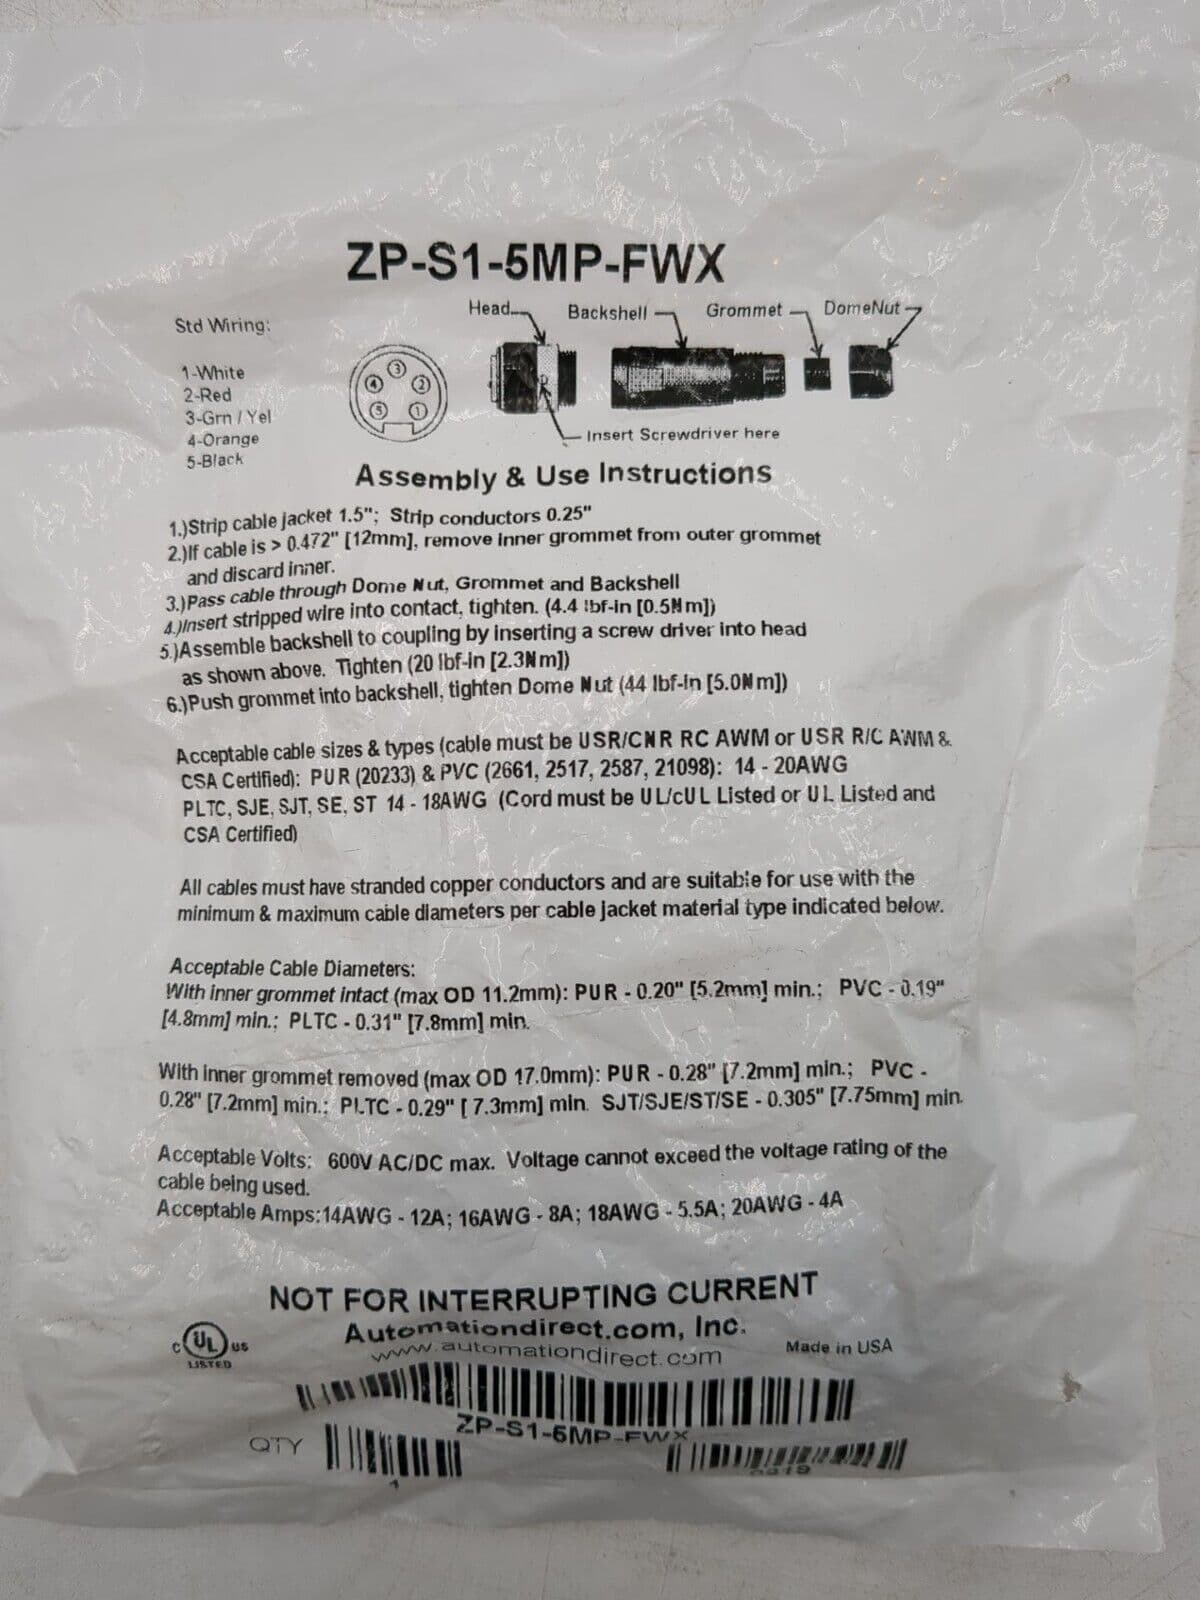 ZP-S1-5MP-FWX
Std Wiring:
1-White
2-Red
3-Grn / Yel
4-Orange
5-Black
3
4
2
5
1
Head
Backshell
Grommet
DomeNut
Insert Screwdriver here
Assembly & Use Instructions
1.)Strip cable jacket 1.5"; Strip conductors 0.25"
2.)If cable is > 0.472" [12mm], remove inner grommet from outer grommet
and discard inner.
3.)Pass cable through Dome Nut, Grommet and Backshell
4.)Insert stripped wire into contact, tighten. (4.4 lbf-in [0.5Nm])
5.)Assemble backshell to coupling by inserting a screw driver into head
as shown above. Tighten (20 lbf-in [2.3Nm])
6.)Push grommet into backshell, tighten Dome Nut (44 lbf-in [5.0Nm])
Acceptable cable sizes & types (cable must be USR/CNR RC AWM or USR R/C AWM &
CSA Certified): PUR (20233) & PVC (2661, 2517, 2587, 21098): 14 - 20AWG
PLTC, SJE, SJT, SE, ST 14 - 18AWG (Cord must be UL/cUL Listed or UL Listed and
CSA Certified)
All cables must have stranded copper conductors and are suitable for use with the
minimum & maximum cable diameters per cable jacket material type indicated below.
Acceptable Cable Diameters:
With inner grommet intact (max OD 11.2mm): PUR - 0.20" [5.2mm] min.; PVC - 0.19"
[4.8mm] min.; PLTC - 0.31" [7.8mm] min.
With inner grommet removed (max OD 17.0mm): PUR - 0.28" [7.2mm] min.; PVC -
0.28" [7.2mm] min.; PLTC - 0.29" [ 7.3mm] min. SJT/SJE/ST/SE - 0.305" [7.75mm] min.
Acceptable Volts: 600V AC/DC max. Voltage cannot exceed the voltage rating of the
cable being used.
Acceptable Amps:14AWG - 12A; 16AWG - 8A; 18AWG - 5.5A; 20AWG - 4A
NOT FOR INTERRUPTING CURRENT
Automationdirect.com, Inc.
www.automationdirect.com
Made in USA
C UL US
LISTED
ZP-S1-5MP-FWX
QTY
1